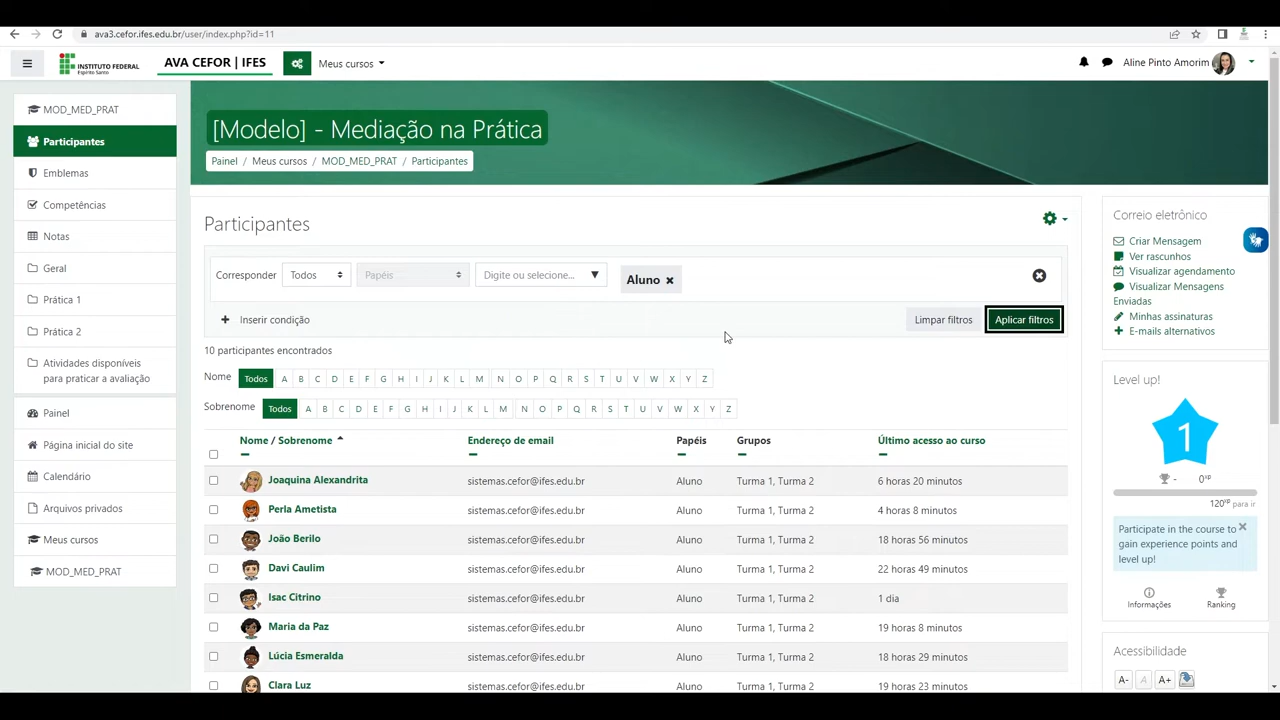 ava3.cefor.ifes.edu.br/user/index.php?id=11
INSTITUTO FEDERAL
Espírito Santo
AVA CEFOR | IFES
Meus cursos
Aline Pinto Amorim
MOD_MED_PRAT
Participantes
Emblemas
Competências
Notas
Geral
Prática 1
Prática 2
Atividades disponíveis
para praticar a avaliação
Painel
Página inicial do site
Calendário
Arquivos privados
Meus cursos
MOD_MED_PRAT
[Modelo] - Mediação na Prática
Painel / Meus cursos / MOD_MED_PRAT / Participantes
Participantes
Corresponder Todos Papéis Digite ou selecione... Aluno
Inserir condição
Limpar filtros Aplicar filtros
10 participantes encontrados
Nome Todos A B C D E F G H I J K L M N O P Q R S T U V W X Y Z
Sobrenome Todos A B C D E F G H I J K L M N O P Q R S T U V W X Y Z
Nome / Sobrenome Endereço de email Papéis Grupos Último acesso ao curso
Joaquina Alexandrita sistemas.cefor@ifes.edu.br Aluno Turma 1, Turma 2 6 horas 20 minutos
Perla Ametista sistemas.cefor@ifes.edu.br Aluno Turma 1, Turma 2 4 horas 8 minutos
João Berilo sistemas.cefor@ifes.edu.br Aluno Turma 1, Turma 2 18 horas 56 minutos
Davi Caulim sistemas.cefor@ifes.edu.br Aluno Turma 1, Turma 2 22 horas 49 minutos
Isac Citrino sistemas.cefor@ifes.edu.br Aluno Turma 1, Turma 2 1 dia
Maria da Paz sistemas.cefor@ifes.edu.br Aluno Turma 1, Turma 2 19 horas 8 minutos
Lúcia Esmeralda sistemas.cefor@ifes.edu.br Aluno Turma 1, Turma 2 18 horas 29 minutos
Clara Luz sistemas.cefor@ifes.edu.br Aluno Turma 1, Turma 2 19 horas 23 minutos
Correio eletrônico
Criar Mensagem
Ver rascunhos
Visualizar agendamento
Visualizar Mensagens
Enviadas
Minhas assinaturas
E-mails alternativos
Level up!
1
- 0xp
120xp para ir
Participate in the course to
gain experience points and
level up!
Informações Ranking
Acessibilidade
A- A A+